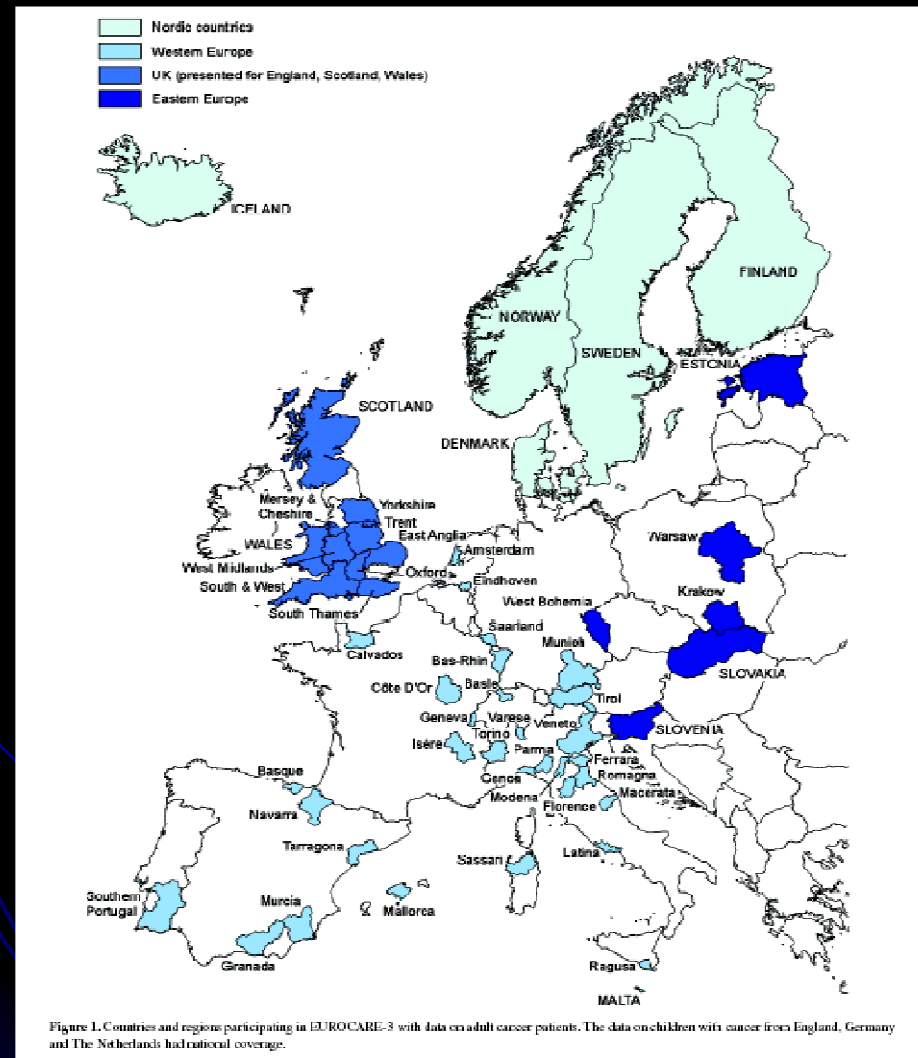 Nordic countries
Western Europe
UK (presented for England, Scotland, Wales)
Eastern Europe
ICELAND
FINLAND
NORWAY
SWEDEN
ESTONIA
SCOTLAND
DENMARK
Mersey &
Cheshire
Yorkshire
Trent
East Anglia
WALES
Amsterdam
Warsaw
West Midlands
Oxford
Eindhoven
South & West
Krakow
West Bohemia
South Thames
Saarland
Calvados
Munich
Bas-Rhin
SLOVAKIA
Côte D'Or
Basle
Tirol
Geneva
Varese
Veneto
SLOVENIA
Isère
Torino
Parma
Ferrara
Genoa
Romagna
Basque
Modena
Macerata
Florence
Navarra
Tarragona
Sassari
Latina
Southern
Portugal
Murcia
Mallorca
Granada
Ragusa
MALTA
Figure 1. Countries and regions participating in EUROCARE-3 with data on adult cancer patients. The data on children with cancer from England, Germany
and The Netherlands had national coverage.